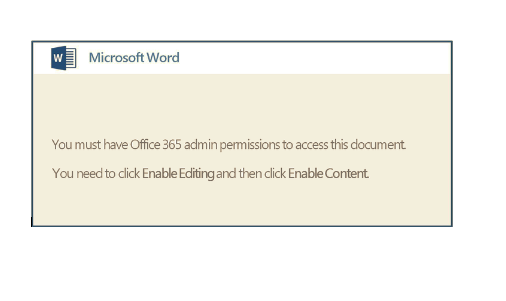 W
Microsoft Word
You must have Office 365 admin permissions to access this document.
You need to click Enable Editing and then click Enable Content.